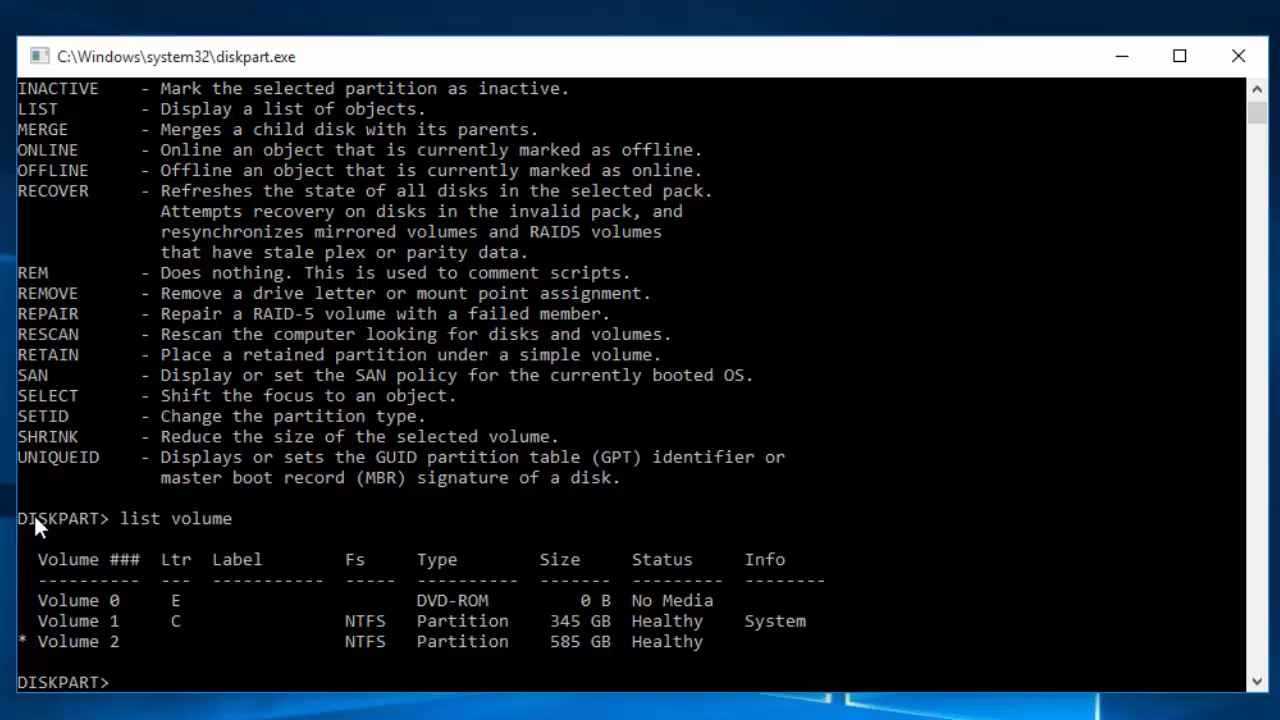 C:\Windows\system32\diskpart.exe
INACTIVE    - Mark the selected partition as inactive.
LIST        - Display a list of objects.
MERGE       - Merges a child disk with its parents.
ONLINE      - Online an object that is currently marked as offline.
OFFLINE     - Offline an object that is currently marked as online.
RECOVER     - Refreshes the state of all disks in the selected pack.
              Attempts recovery on disks in the invalid pack, and
              resynchronizes mirrored volumes and RAID5 volumes
              that have stale plex or parity data.
REM         - Does nothing. This is used to comment scripts.
REMOVE      - Remove a drive letter or mount point assignment.
REPAIR      - Repair a RAID-5 volume with a failed member.
RESCAN      - Rescan the computer looking for disks and volumes.
RETAIN      - Place a retained partition under a simple volume.
SAN         - Display or set the SAN policy for the currently booted OS.
SELECT      - Shift the focus to an object.
SETID       - Change the partition type.
SHRINK      - Reduce the size of the selected volume.
UNIQUEID    - Displays or sets the GUID partition table (GPT) identifier or
              master boot record (MBR) signature of a disk.
DISKPART> list volume
  Volume ###  Ltr  Label        Fs     Type        Size     Status     Info
  ----------  ---  -----------  -----  ----------  -------  ---------  --------
  Volume 0     E                       DVD-ROM         0 B  No Media
  Volume 1     C                NTFS   Partition    345 GB  Healthy    System
* Volume 2                      NTFS   Partition    585 GB  Healthy
DISKPART>